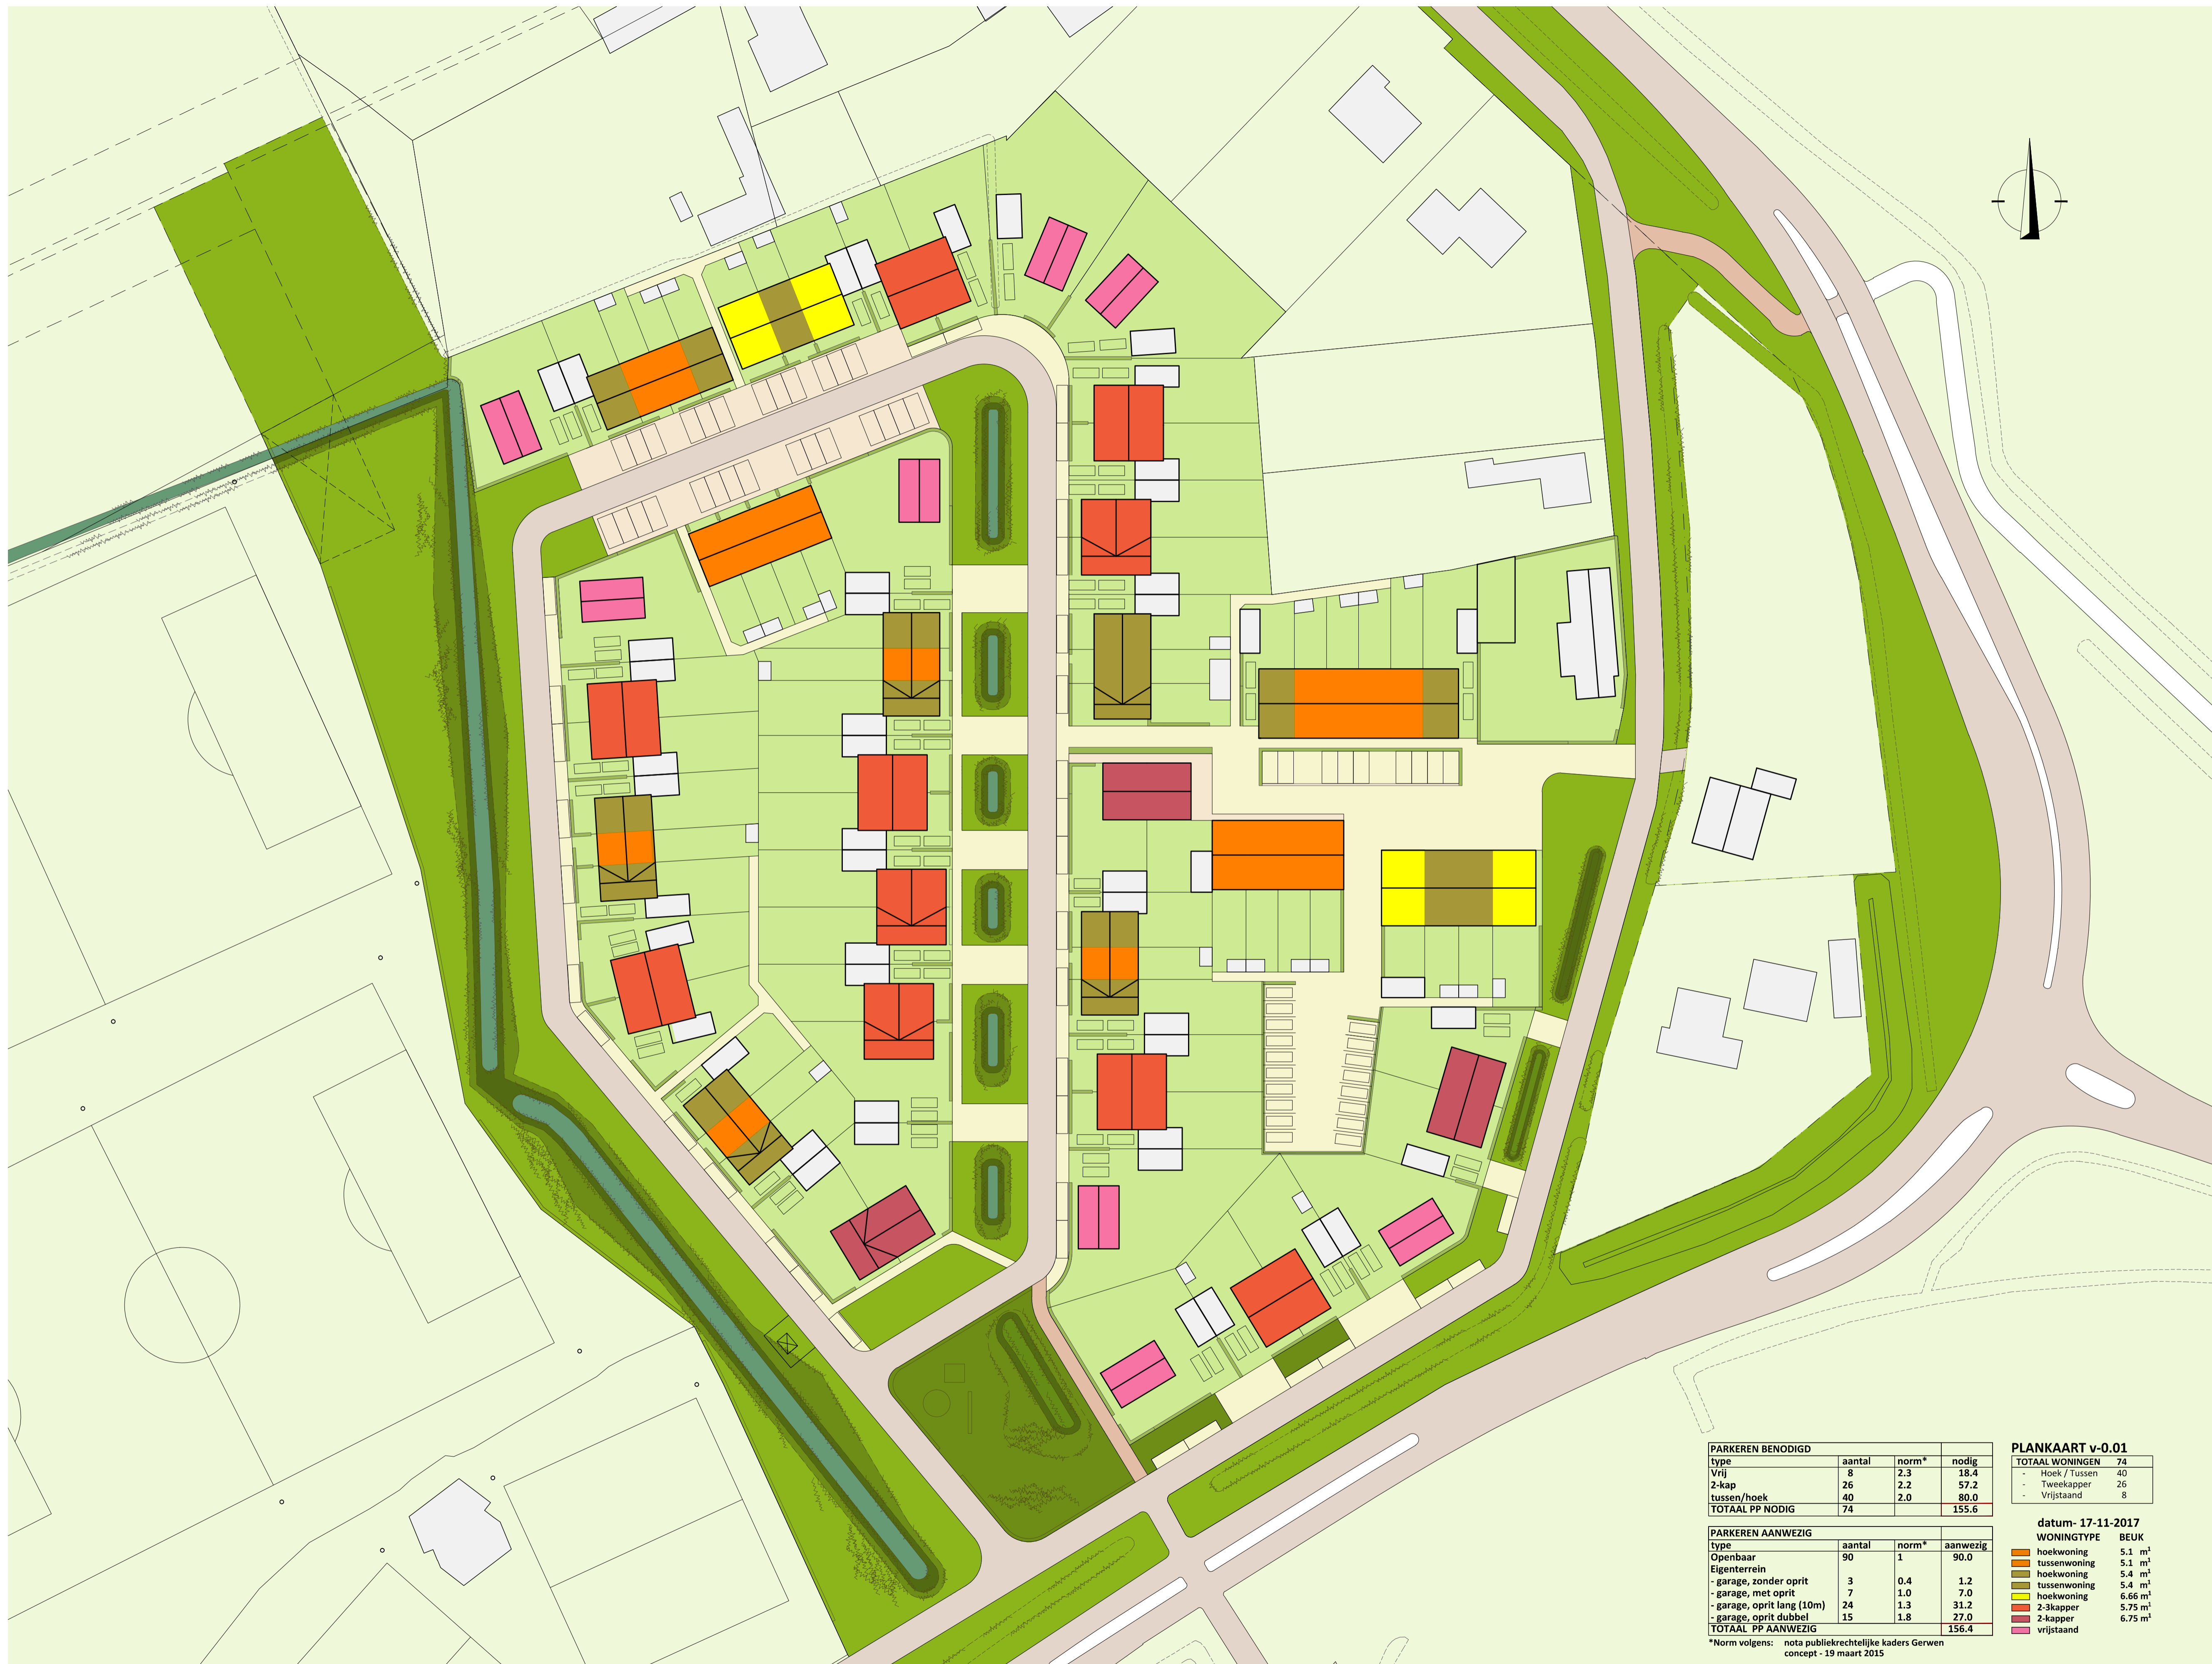 PARKEREN BENODIGD
type aantal norm* nodig
Vrij 8 2.3 18.4
2-kap 26 2.2 57.2
tussen/hoek 40 2.0 80.0
TOTAAL PP NODIG 74 155.6
PARKEREN AANWEZIG
type aantal norm* aanwezig
Openbaar 90 1 90.0
Eigenterrein
- garage, zonder oprit 3 0.4 1.2
- garage, met oprit 7 1.0 7.0
- garage, oprit lang (10m) 24 1.3 31.2
- garage, oprit dubbel 15 1.8 27.0
TOTAAL PP AANWEZIG 156.4
*Norm volgens: nota publiekrechtelijke kaders Gerwen
concept - 19 maart 2015
PLANKAART v-0.01
TOTAAL WONINGEN 74
- Hoek / Tussen 40
- Tweekapper 26
- Vrijstaand 8
datum- 17-11-2017
WONINGTYPE BEUK
hoekwoning 5.1 m¹
tussenwoning 5.1 m¹
hoekwoning 5.4 m¹
tussenwoning 5.4 m¹
hoekwoning 6.66 m¹
2-3kapper 5.75 m¹
2-kapper 6.75 m¹
vrijstaand